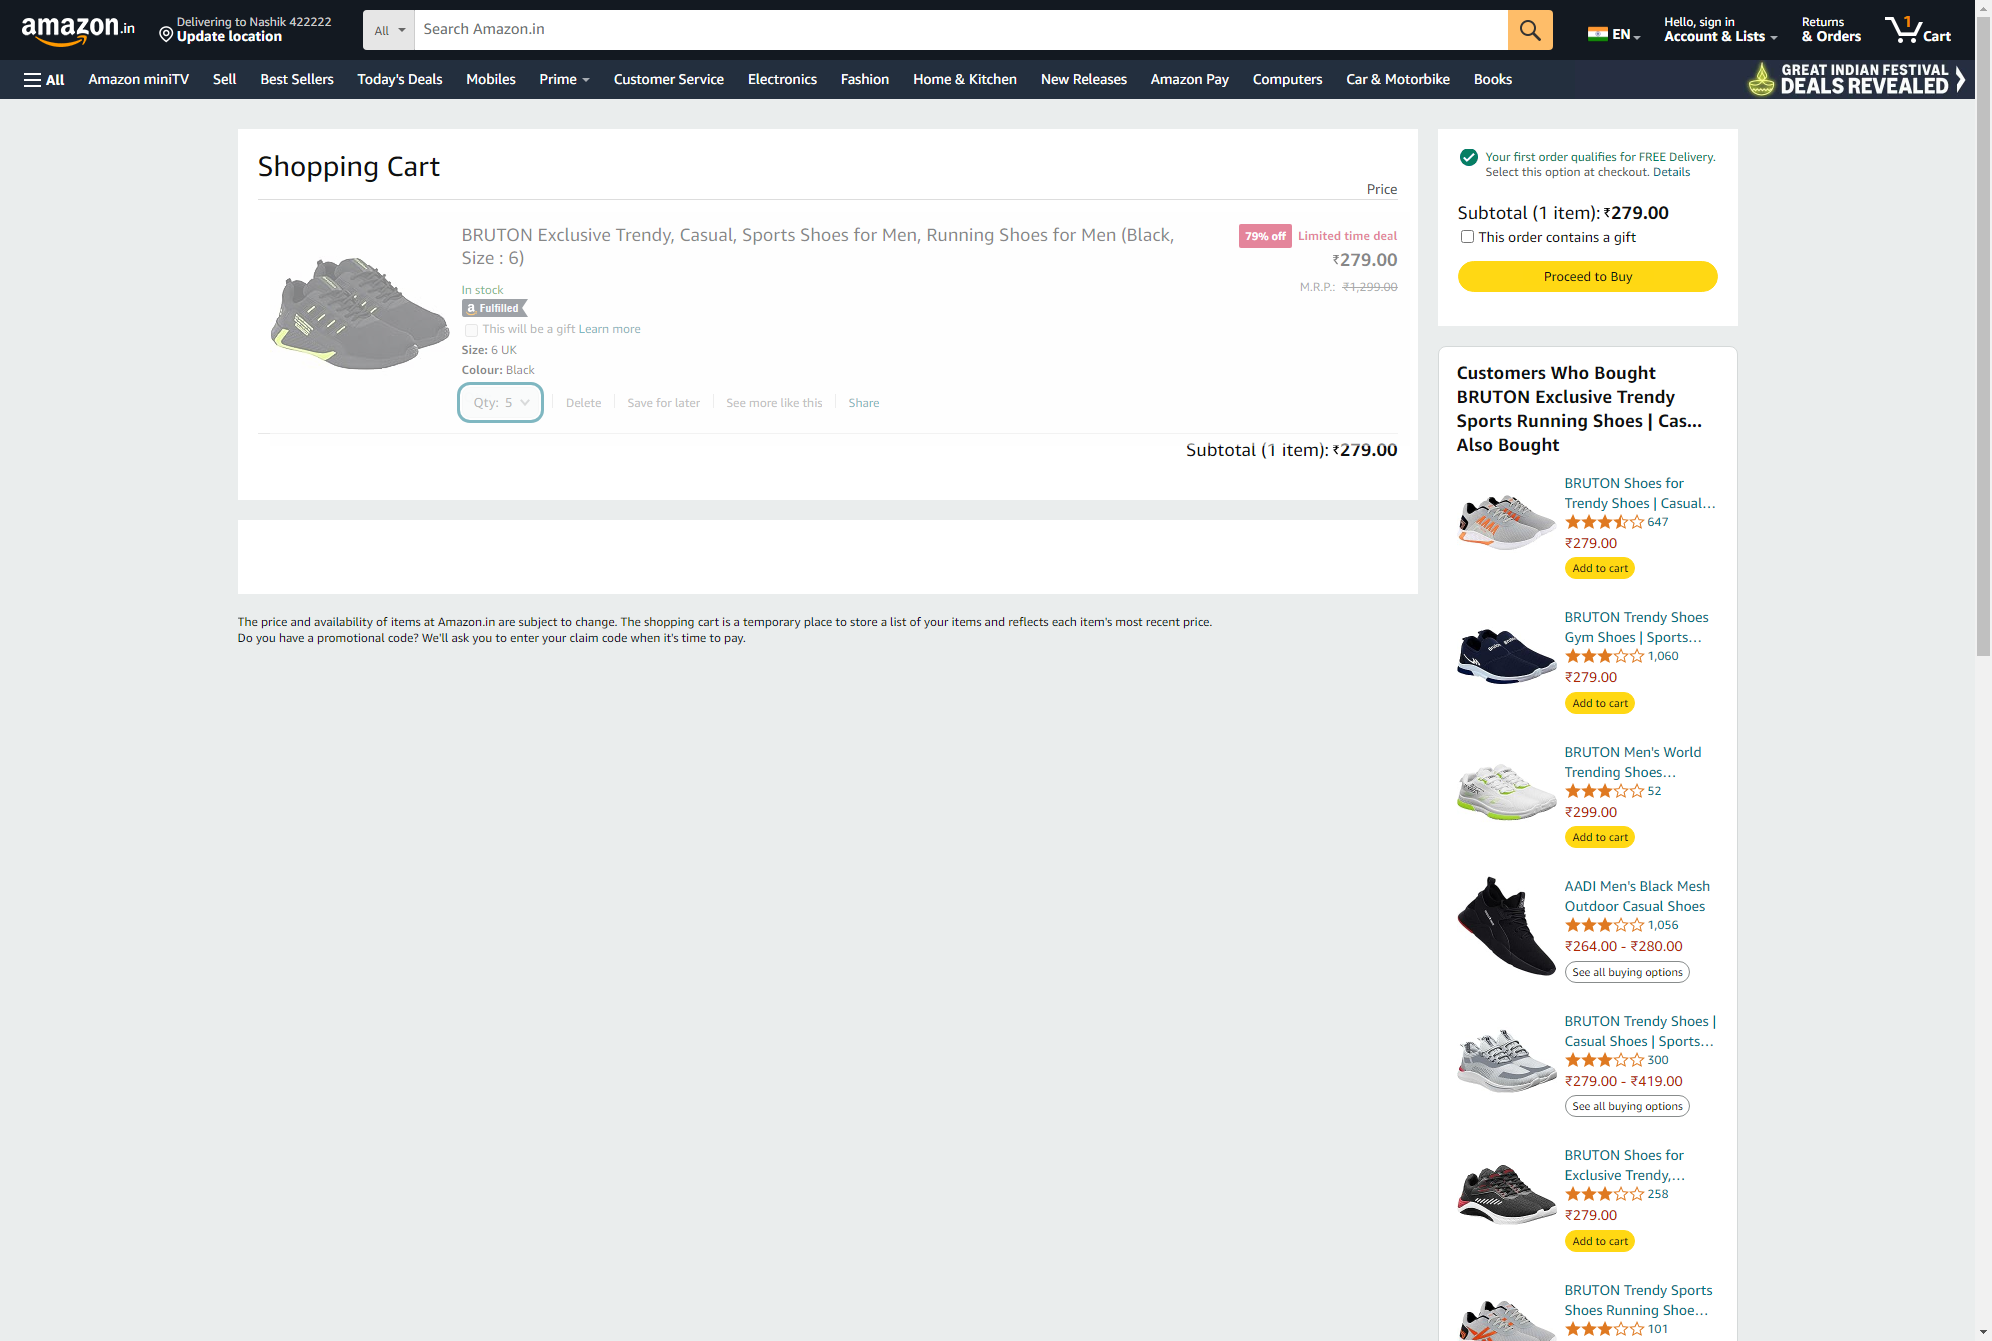 amazon.in
Delivering to Nashik 422222
Update location
All
Search Amazon.in
EN
Hello, sign in
Account & Lists
Returns
& Orders
1
Cart
All
Amazon miniTV
Sell
Best Sellers
Today's Deals
Mobiles
Prime
Customer Service
Electronics
Fashion
Home & Kitchen
New Releases
Amazon Pay
Computers
Car & Motorbike
Books
GREAT INDIAN FESTIVAL
DEALS REVEALED
Shopping Cart
Price
BRUTON Exclusive Trendy, Casual, Sports Shoes for Men, Running Shoes for Men (Black,
Size : 6)
79% off Limited time deal
₹279.00
M.R.P.: ₹1,299.00
In stock
a Fulfilled
This will be a gift Learn more
Size: 6 UK
Colour: Black
Qty: 5
Delete
Save for later
See more like this
Share
Subtotal (1 item): ₹279.00
The price and availability of items at Amazon.in are subject to change. The shopping cart is a temporary place to store a list of your items and reflects each item's most recent price.
Do you have a promotional code? We'll ask you to enter your claim code when it's time to pay.
Your first order qualifies for FREE Delivery.
Select this option at checkout. Details
Subtotal (1 item): ₹279.00
This order contains a gift
Proceed to Buy
Customers Who Bought
BRUTON Exclusive Trendy
Sports Running Shoes | Cas...
Also Bought
BRUTON Shoes for
Trendy Shoes | Casual...
647
₹279.00
Add to cart
BRUTON Trendy Shoes
Gym Shoes | Sports...
1,060
₹279.00
Add to cart
BRUTON Men's World
Trending Shoes...
52
₹299.00
Add to cart
AADI Men's Black Mesh
Outdoor Casual Shoes
1,056
₹264.00 - ₹280.00
See all buying options
BRUTON Trendy Shoes |
Casual Shoes | Sports...
300
₹279.00 - ₹419.00
See all buying options
BRUTON Shoes for
Exclusive Trendy,...
258
₹279.00
Add to cart
BRUTON Trendy Sports
Shoes Running Shoe...
101